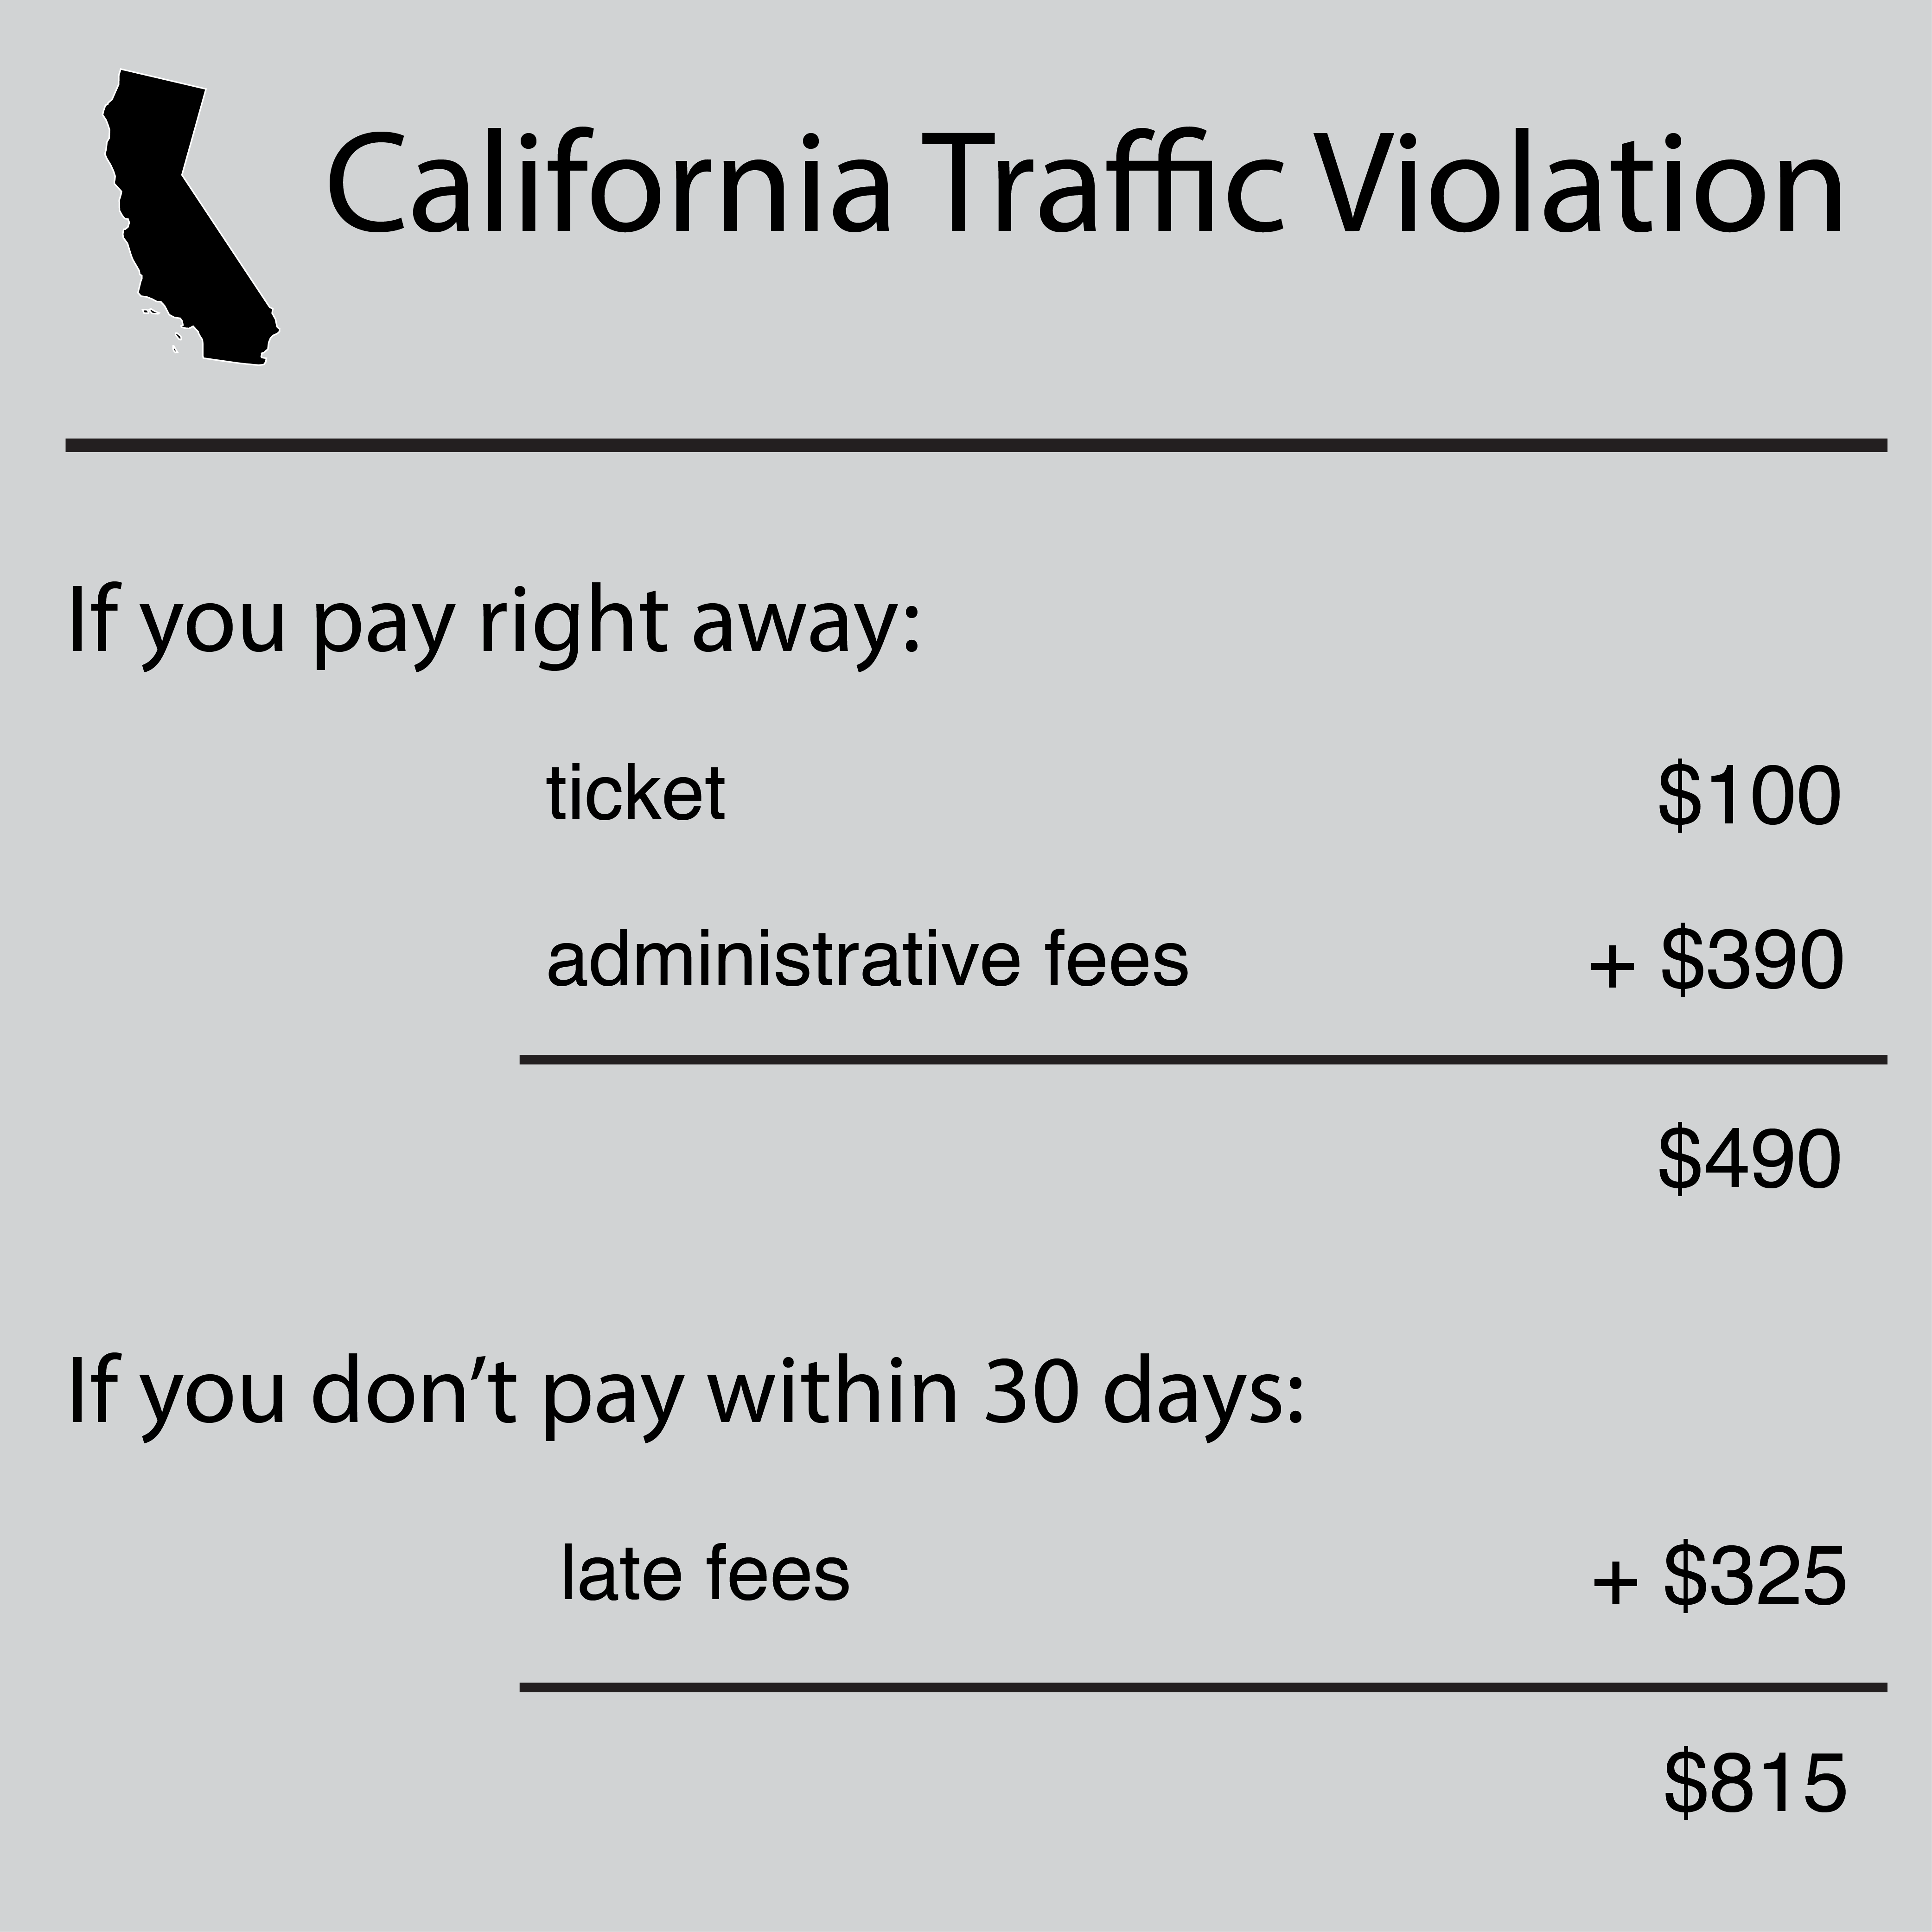 California Traffic Violation
If you pay right away:
ticket $100
administrative fees + $390
$490
If you don’t pay within 30 days:
late fees + $325
$815